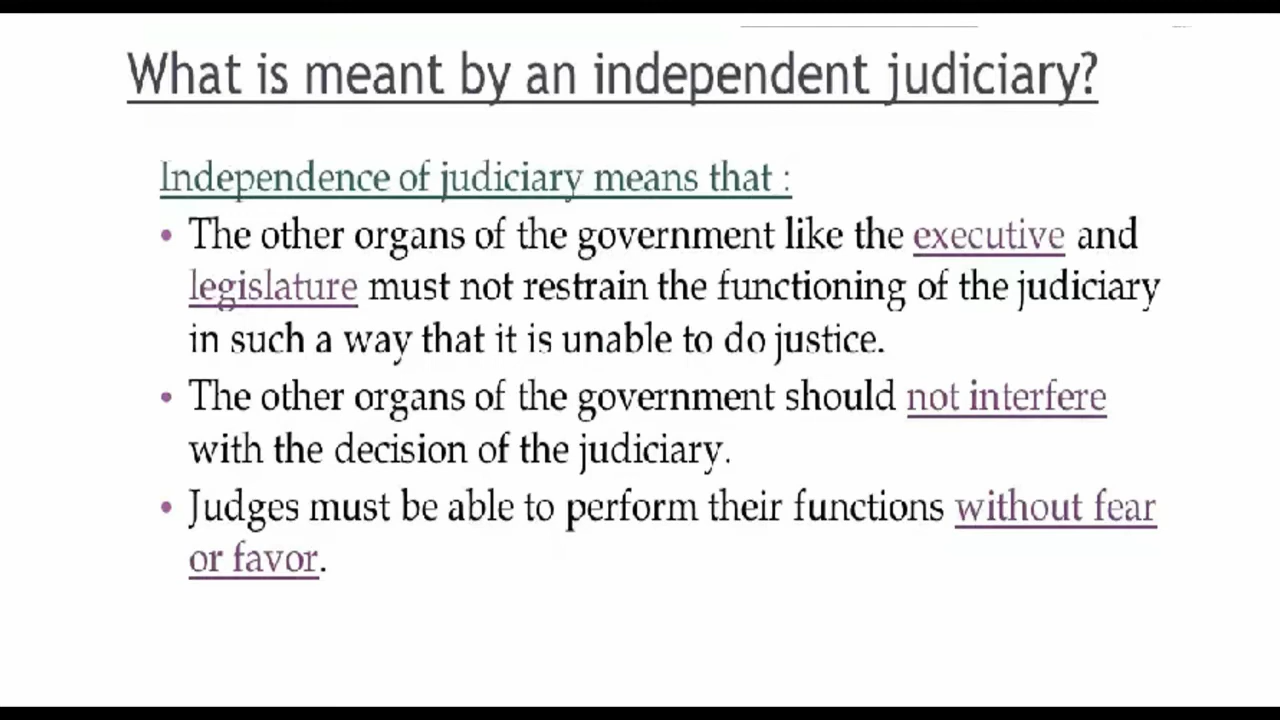 What is meant by an independent judiciary?
Independence of judiciary means that :
• The other organs of the government like the executive and
legislature must not restrain the functioning of the judiciary
in such a way that it is unable to do justice.
• The other organs of the government should not interfere
with the decision of the judiciary.
• Judges must be able to perform their functions without fear
or favor.